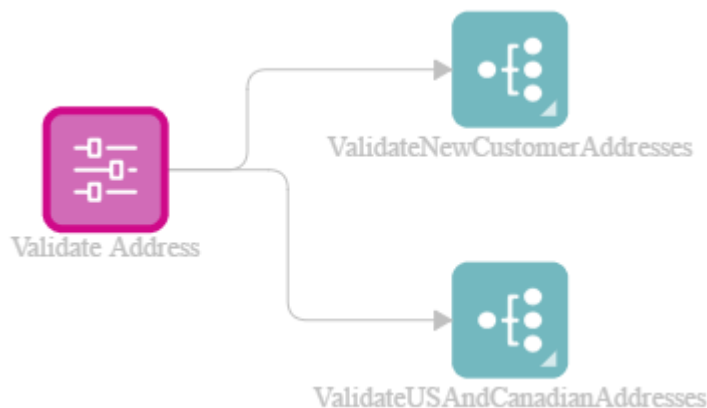 ValidateNewCustomerAddresses
Validate Address
ValidateUSAndCanadianAddresses